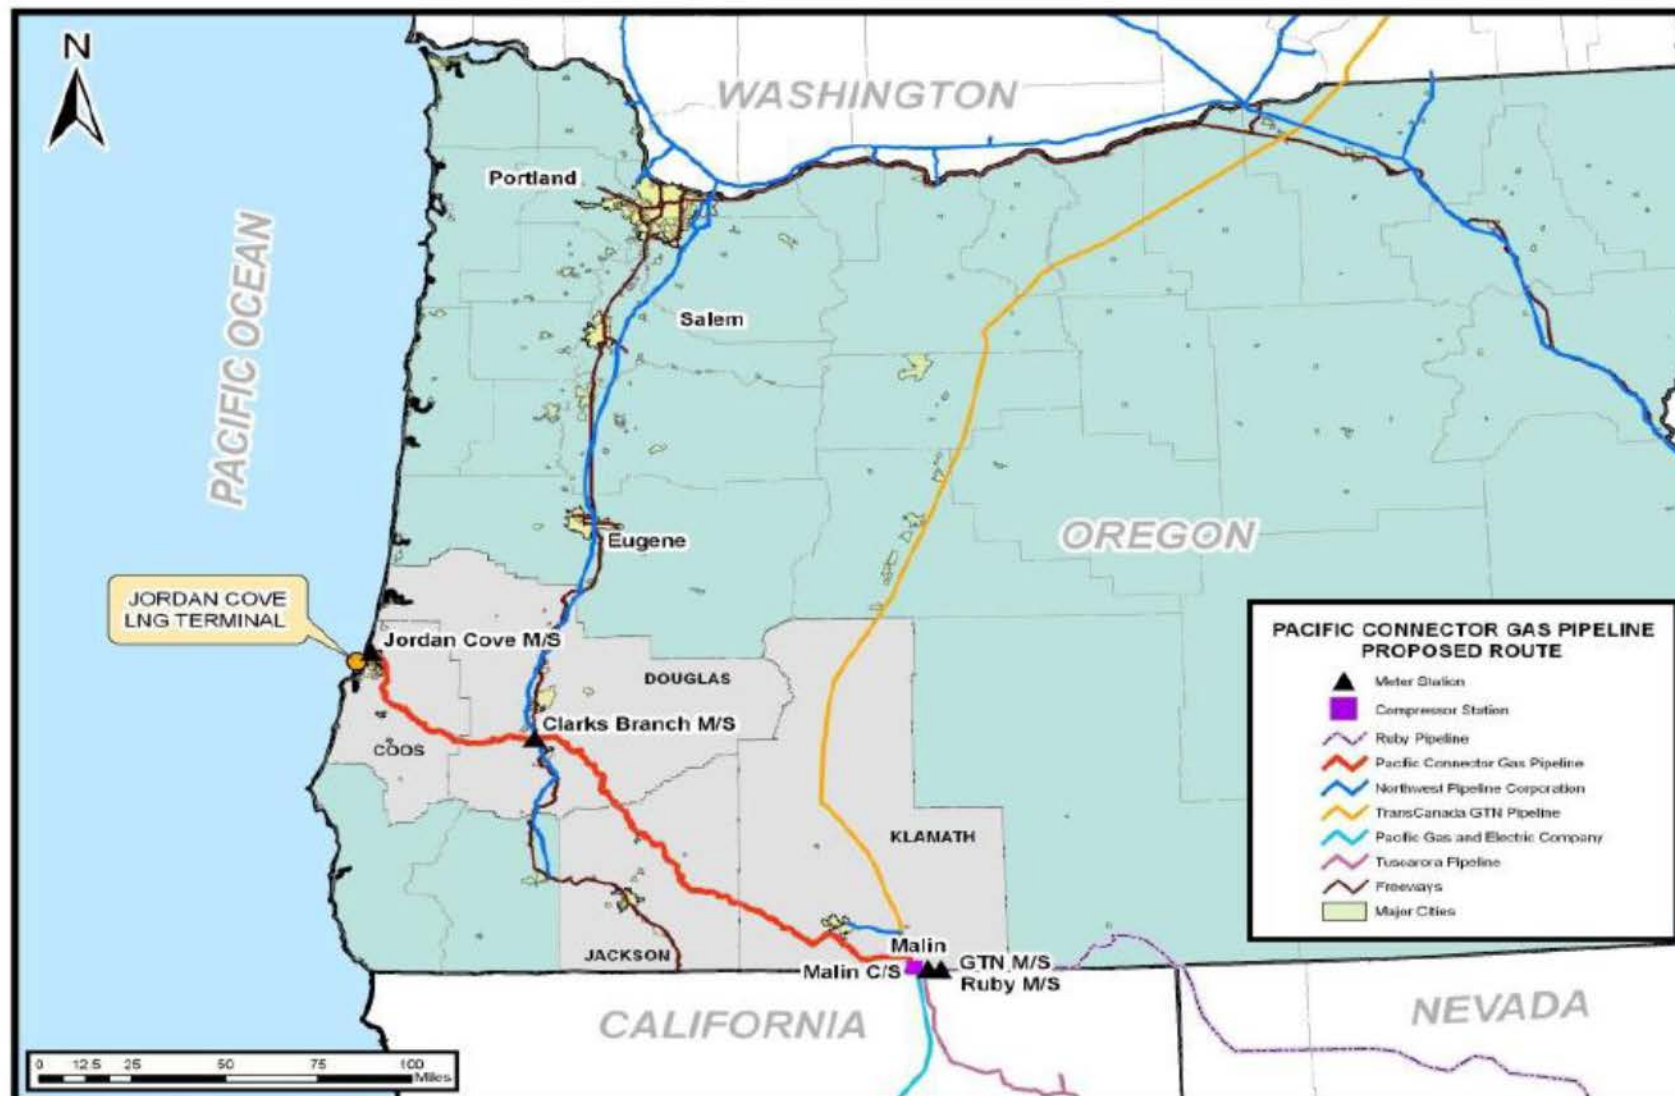 N
WASHINGTON
Portland
PACIFIC OCEAN
Salem
OREGON
Eugene
JORDAN COVE
LNG TERMINAL
Jordan Cove M/S
DOUGLAS
Clarks Branch M/S
COOS
KLAMATH
JACKSON
Malin
Malin C/S
GTN M/S
Ruby M/S
CALIFORNIA
NEVADA
PACIFIC CONNECTOR GAS PIPELINE
PROPOSED ROUTE
Meter Station
Compressor Station
Ruby Pipeline
Pacific Connector Gas Pipeline
Northwest Pipeline Corporation
TransCanada GTN Pipeline
Pacific Gas and Electric Company
Tuscarora Pipeline
Freeways
Major Cities
0 12.5 25 50 75 100
Miles